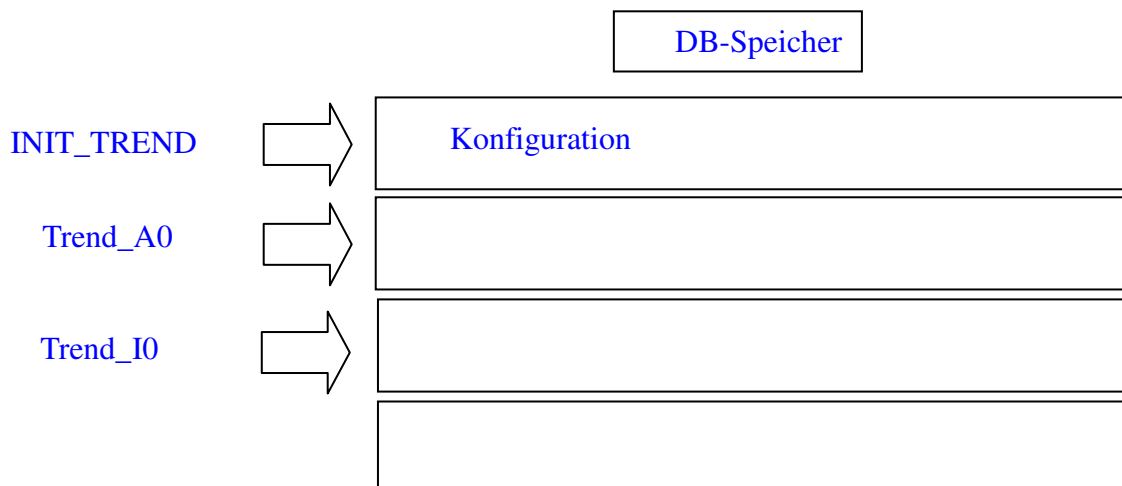 DB-Speicher
INIT_TREND
Konfiguration
Trend_A0
Trend_I0